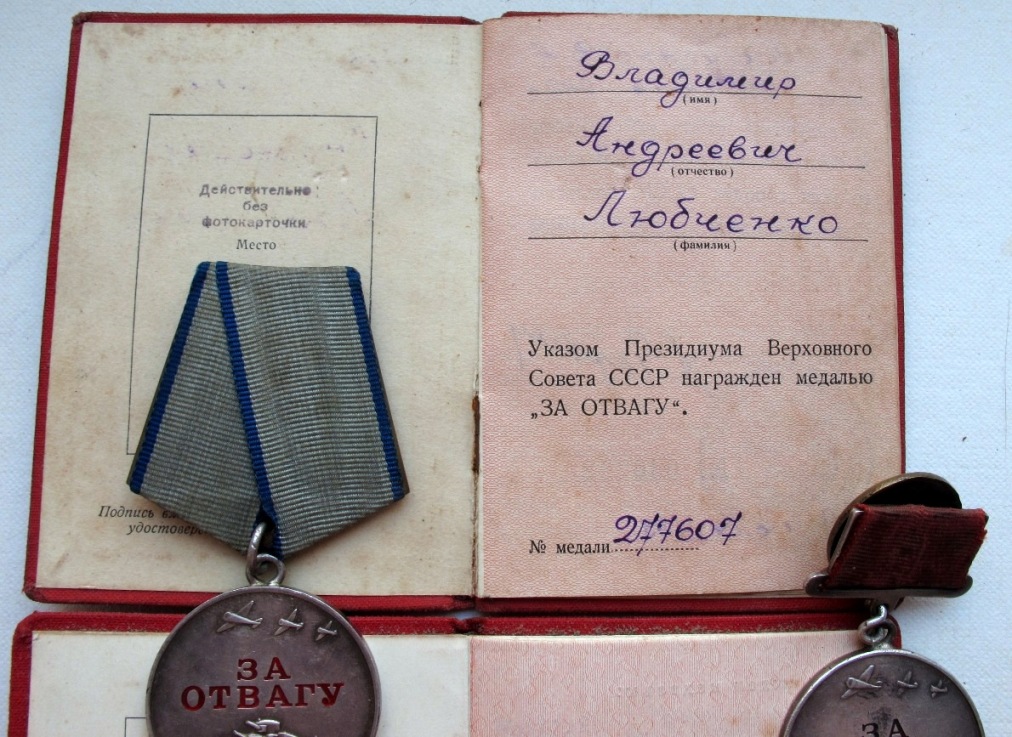 Действительно
без
фотокарточки
Место
Подпись
удостовер
Владимир
(имя)
Андреевич
(отчество)
Любченко
(фамилия)
Указом Президиума Верховного
Совета СССР награжден медалью
„ЗА ОТВАГУ“.
№ медали 277607
ЗА
ОТВАГУ
ЗА